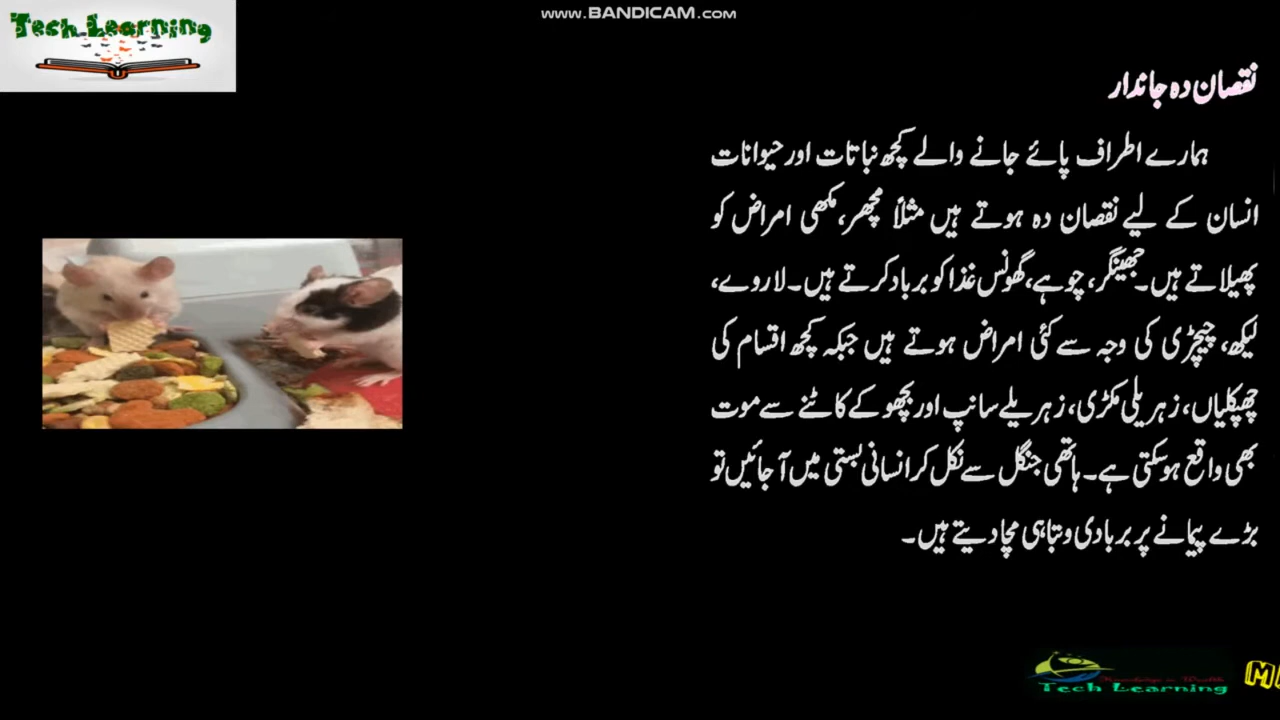 Tech Learning
www.BANDICAM.com
نقصان دہ جاندار
ہمارے اطراف پائے جانے والے کچھ نباتات اور حیوانات
انسان کے لیے نقصان دہ ہوتے ہیں مثلاً مچھر، مکھی امراض کو
پھیلاتے ہیں۔ جھینگر، چوہے، گھونس غذا کو برباد کرتے ہیں۔ لاروے،
لیکھ، چیچڑی کی وجہ سے کئی امراض ہوتے ہیں جبکہ کچھ اقسام کی
چھپکلیاں، زہریلی مکڑی، زہریلے سانپ اور بچھو کے کاٹنے سے موت
بھی واقع ہوسکتی ہے۔ ہاتھی جنگل سے نکل کر انسانی بستی میں آجائیں تو
بڑے پیمانے پر بربادی و تباہی مچا دیتے ہیں۔
Knowledge is Wealth
Tech Learning